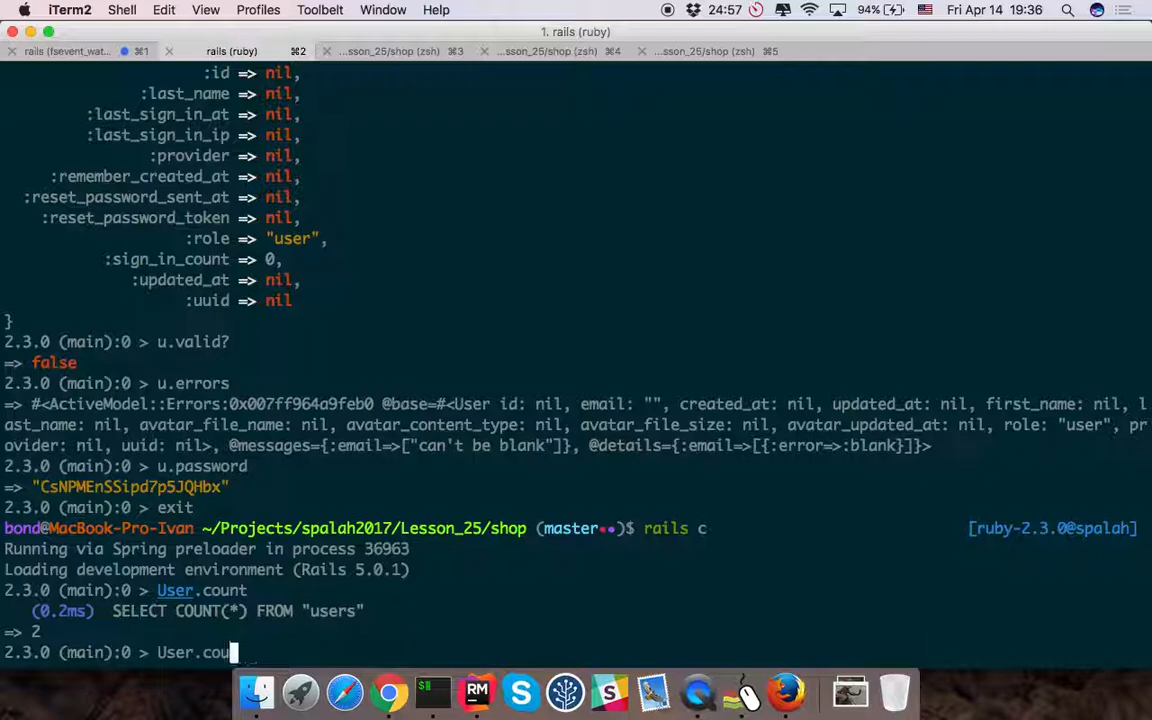 iTerm2 Shell Edit View Profiles Toolbelt Window Help 24:57 94% Fri Apr 14 19:36
1. rails (ruby)
rails (fsevent_wat... ⌘1 rails (ruby) ⌘2 ...sson_25/shop (zsh) ⌘3 ...sson_25/shop (zsh) ⌘4 ...sson_25/shop (zsh) ⌘5
:id => nil,
:last_name => nil,
:last_sign_in_at => nil,
:last_sign_in_ip => nil,
:provider => nil,
:remember_created_at => nil,
:reset_password_sent_at => nil,
:reset_password_token => nil,
:role => "user",
:sign_in_count => 0,
:updated_at => nil,
:uuid => nil
}
2.3.0 (main):0 > u.valid?
=> false
2.3.0 (main):0 > u.errors
=> #<ActiveModel::Errors:0x007ff964a9feb0 @base=#<User id: nil, email: "", created_at: nil, updated_at: nil, first_name: nil, l
ast_name: nil, avatar_file_name: nil, avatar_content_type: nil, avatar_file_size: nil, avatar_updated_at: nil, role: "user", pr
ovider: nil, uuid: nil>, @messages={:email=>["can't be blank"]}, @details={:email=>[{:error=>:blank}]}>
2.3.0 (main):0 > u.password
=> "CsNPMEnSSipd7p5JQHbx"
2.3.0 (main):0 > exit
bond@MacBook-Pro-Ivan ~/Projects/spalah2017/Lesson_25/shop (master●●)$ rails c [ruby-2.3.0@spalah]
Running via Spring preloader in process 36963
Loading development environment (Rails 5.0.1)
2.3.0 (main):0 > User.count
(0.2ms) SELECT COUNT(*) FROM "users"
=> 2
2.3.0 (main):0 > User.cou